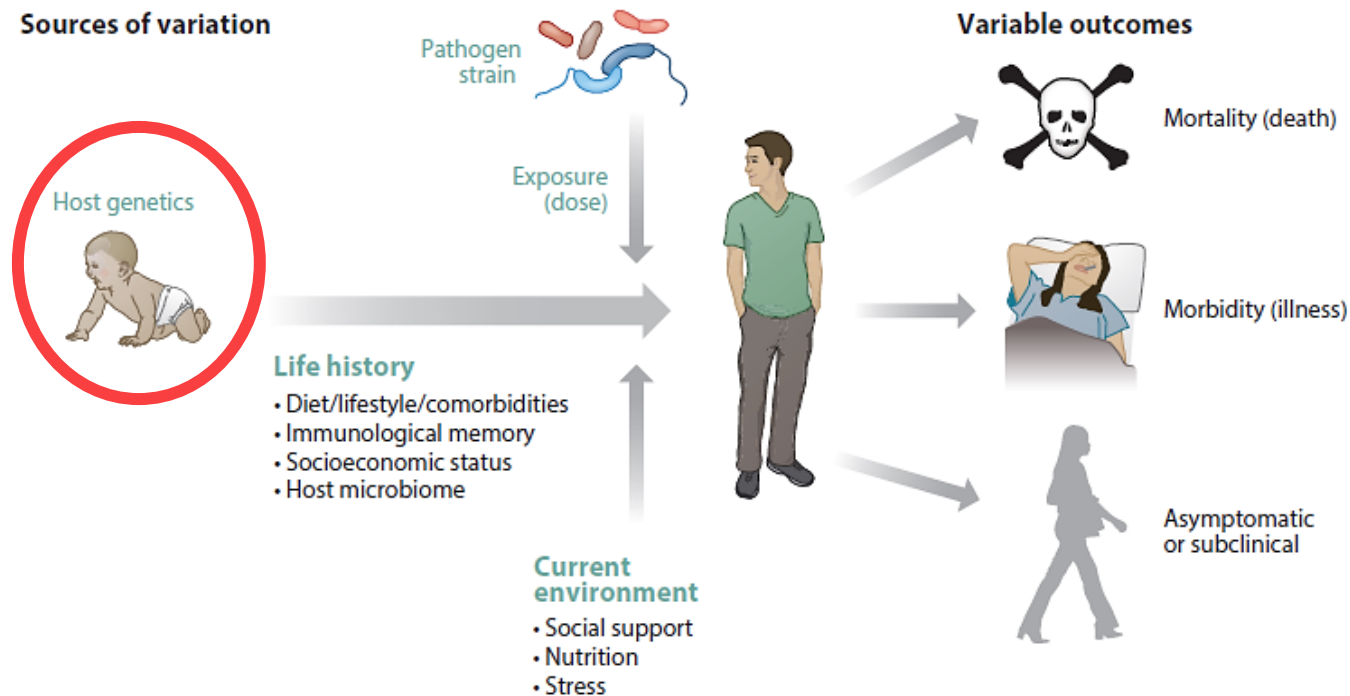 Sources of variation
Pathogen
strain
Variable outcomes
Mortality (death)
Host genetics
Exposure
(dose)
Morbidity (illness)
Life history
• Diet/lifestyle/comorbidities
• Immunological memory
• Socioeconomic status
• Host microbiome
Asymptomatic
or subclinical
Current
environment
• Social support
• Nutrition
• Stress